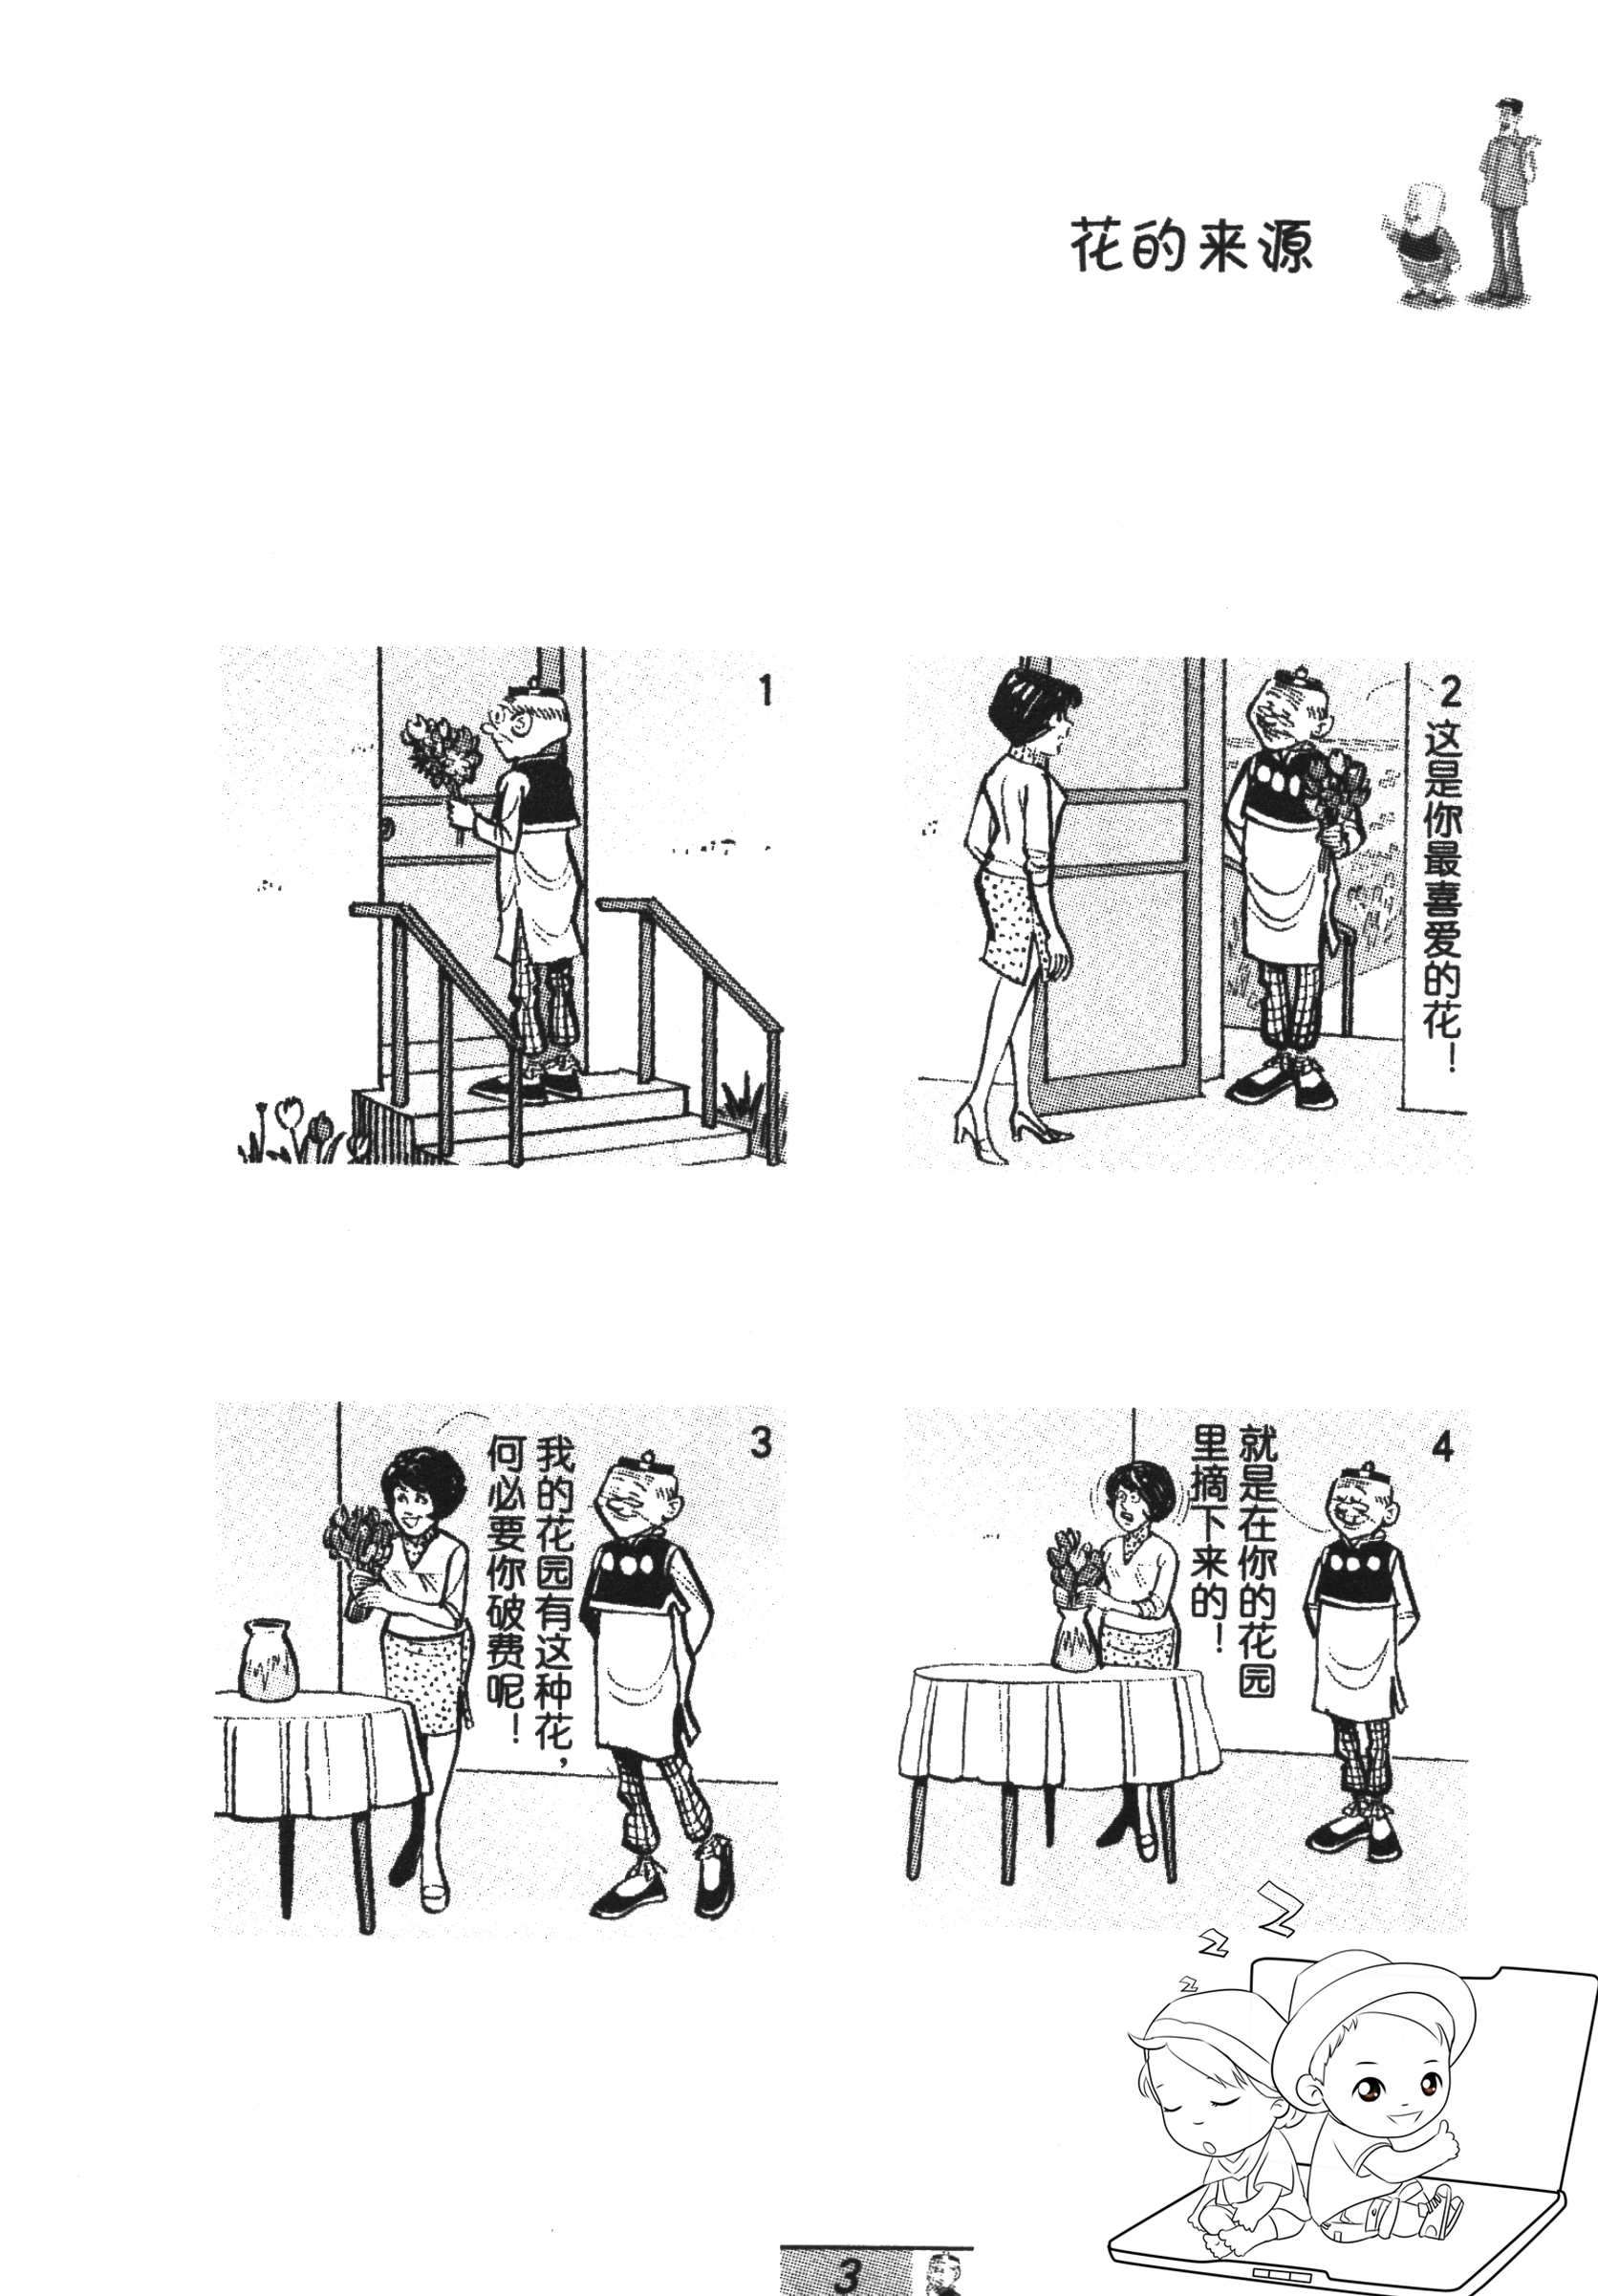 花的来源
1
2
这是你最喜爱的花！
3
我的花园有这种花，
何必要你破费呢！
4
就是在你的花园
里摘下来的！
z
z
z
3